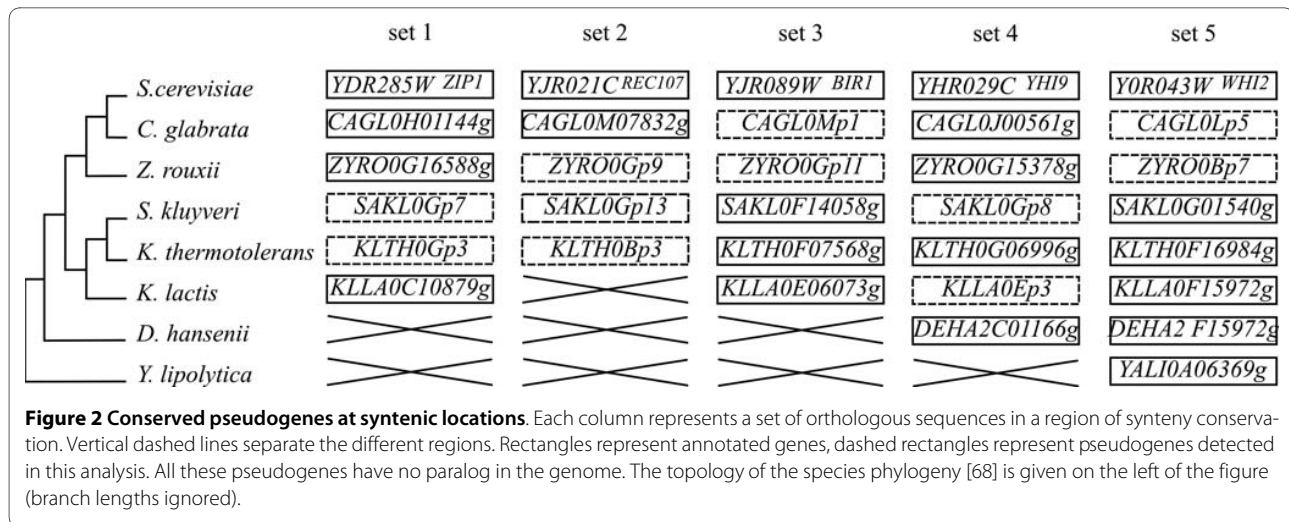 set 1 set 2 set 3 set 4 set 5
S.cerevisiae YDR285W ZIP1 YJR021C REC107 YJR089W BIR1 YHR029C YHI9 Y0R043W WHI2
C. glabrata CAGL0H01144g CAGL0M07832g CAGL0Mp1 CAGL0J00561g CAGL0Lp5
Z. rouxii ZYRO0G16588g ZYRO0Gp9 ZYRO0Gp11 ZYRO0G15378g ZYRO0Bp7
S. kluyveri SAKL0Gp7 SAKL0Gp13 SAKL0F14058g SAKL0Gp8 SAKL0G01540g
K. thermotolerans KLTH0Gp3 KLTH0Bp3 KLTH0F07568g KLTH0G06996g KLTH0F16984g
K. lactis KLLA0C10879g KLLA0E06073g KLLA0Ep3 KLLA0F15972g
D. hansenii DEHA2C01166g DEHA2 F15972g
Y. lipolytica YALI0A06369g
Figure 2 Conserved pseudogenes at syntenic locations. Each column represents a set of orthologous sequences in a region of synteny conserva-
tion. Vertical dashed lines separate the different regions. Rectangles represent annotated genes, dashed rectangles represent pseudogenes detected
in this analysis. All these pseudogenes have no paralog in the genome. The topology of the species phylogeny [68] is given on the left of the figure
(branch lengths ignored).